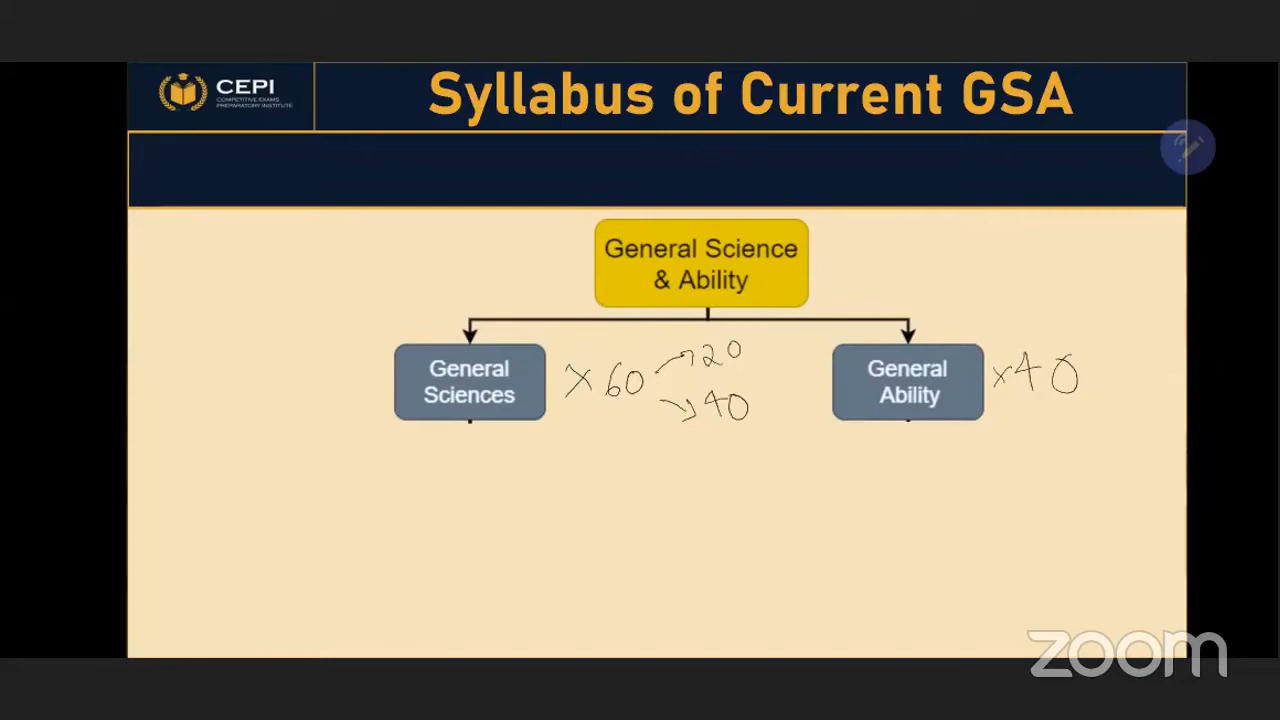 CEPI
COMPETITIVE EXAMS
PREPARATORY INSTITUTE
Syllabus of Current GSA
General Science
& Ability
General
Sciences
× 60
20
40
General
Ability
×40
zoom